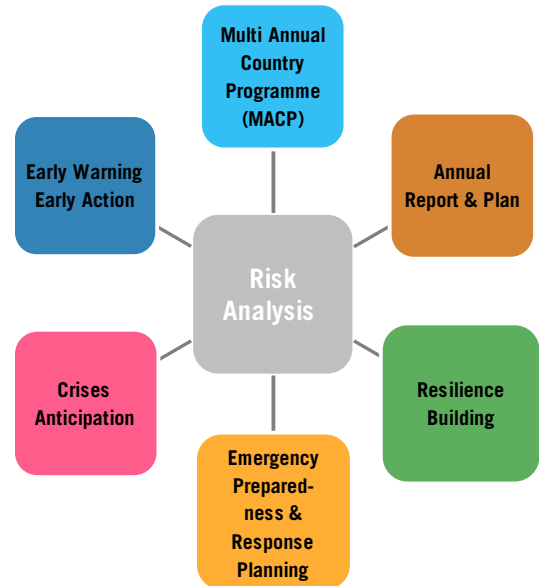 Multi Annual
Country
Programme
(MACP)
Early Warning
Early Action
Annual
Report & Plan
Risk
Analysis
Crises
Anticipation
Resilience
Building
Emergency
Prepared-
ness &
Response
Planning